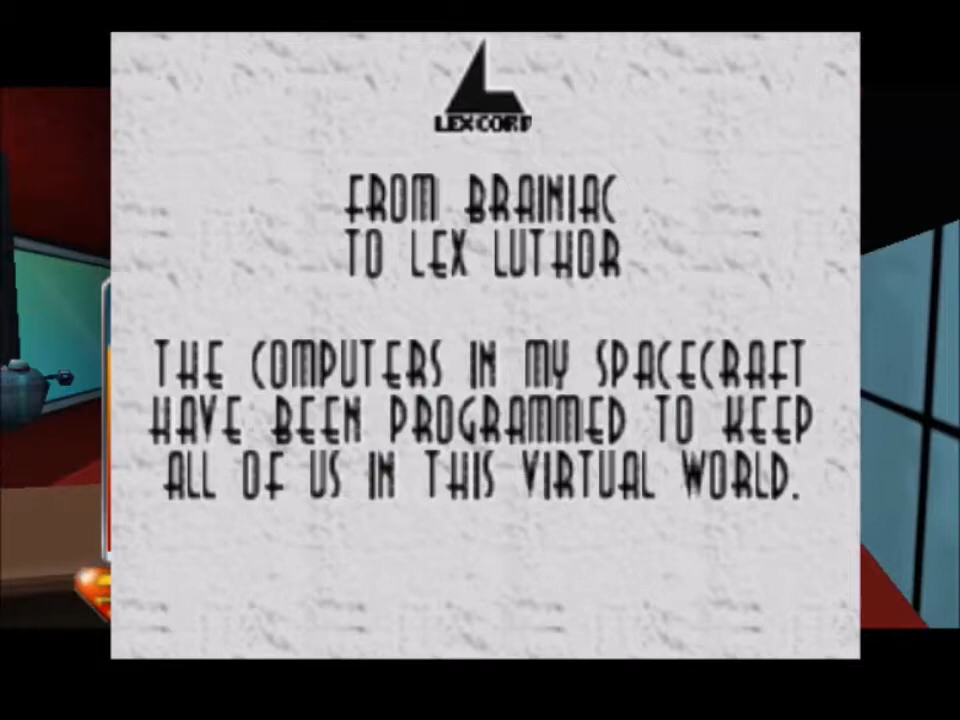 LEXCORP
FROM BRAINIAC
TO LEX LUTHOR
THE COMPUTERS IN MY SPACECRAFT
HAVE BEEN PROGRAMMED TO KEEP
ALL OF US IN THIS VIRTUAL WORLD.